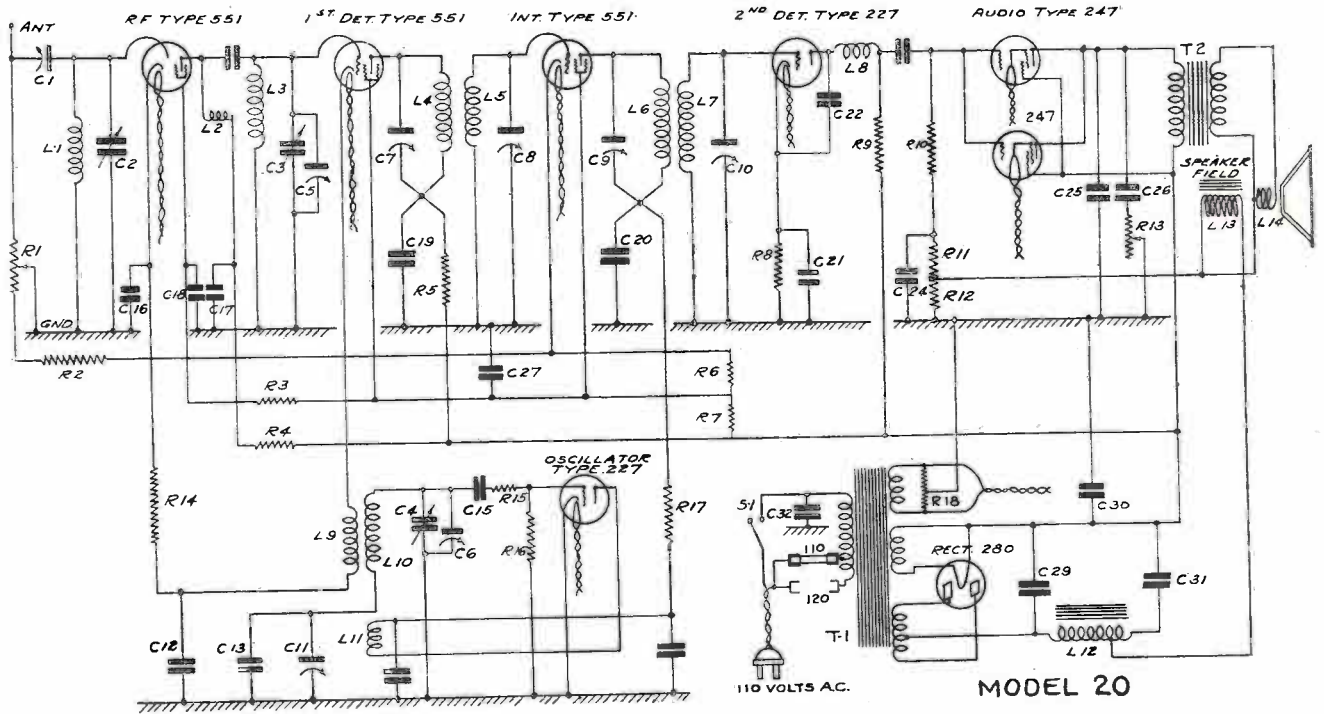 ANT
RF TYPE 551
1ST DET. TYPE 551
INT. TYPE 551
2ND DET. TYPE 227
AUDIO TYPE 247
C1
L1
C2
L2
L3
C3
C5
C7
L4
L5
C8
C9
L6
L7
C10
C22
L8
R9
R10
247
T2
SPEAKER
FIELD
L13
L14
C25
C26
R13
R1
GND
C16
C18
C17
C19
R5
C20
R8
C21
C24
R11
R12
R2
C27
R6
R3
R7
R4
OSCILLATOR
TYPE 227
R14
L9
L10
C4
C6
C15
R15
R16
R17
S1
C32
110
120
R18
RECT. 280
C30
C29
C31
L12
T-1
C12
C13
C11
L11
110 VOLTS A.C.
MODEL 20